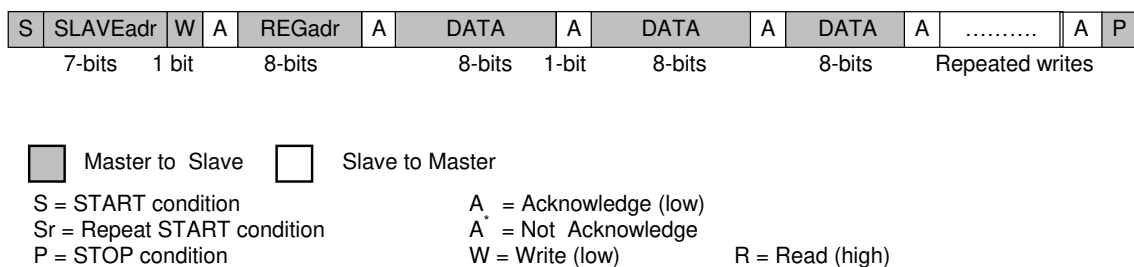 S SLAVEadr W A REGadr A DATA A DATA A DATA A .......... A P
7-bits 1 bit 8-bits 8-bits 1-bit 8-bits 8-bits Repeated writes
Master to Slave Slave to Master
S = START condition A = Acknowledge (low)
Sr = Repeat START condition A* = Not Acknowledge
P = STOP condition W = Write (low) R = Read (high)